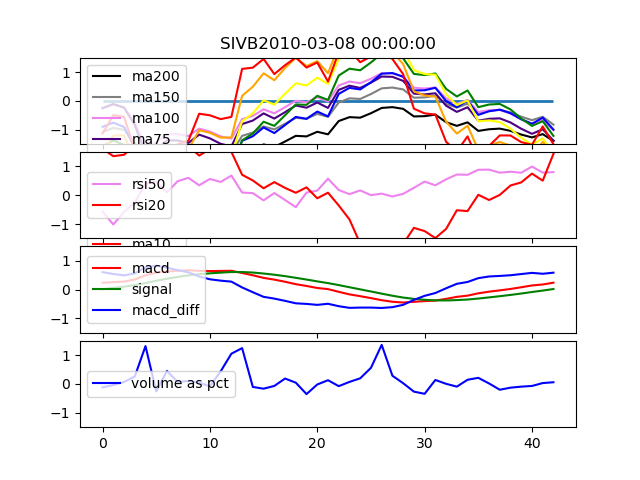 SIVB2010-03-08 00:00:00
1
0
−1
ma200
ma150
ma100
ma75
1
0
−1
rsi50
rsi20
ma10
1
0
−1
macd
signal
macd_diff
1
0
−1
volume as pct
0 10 20 30 40